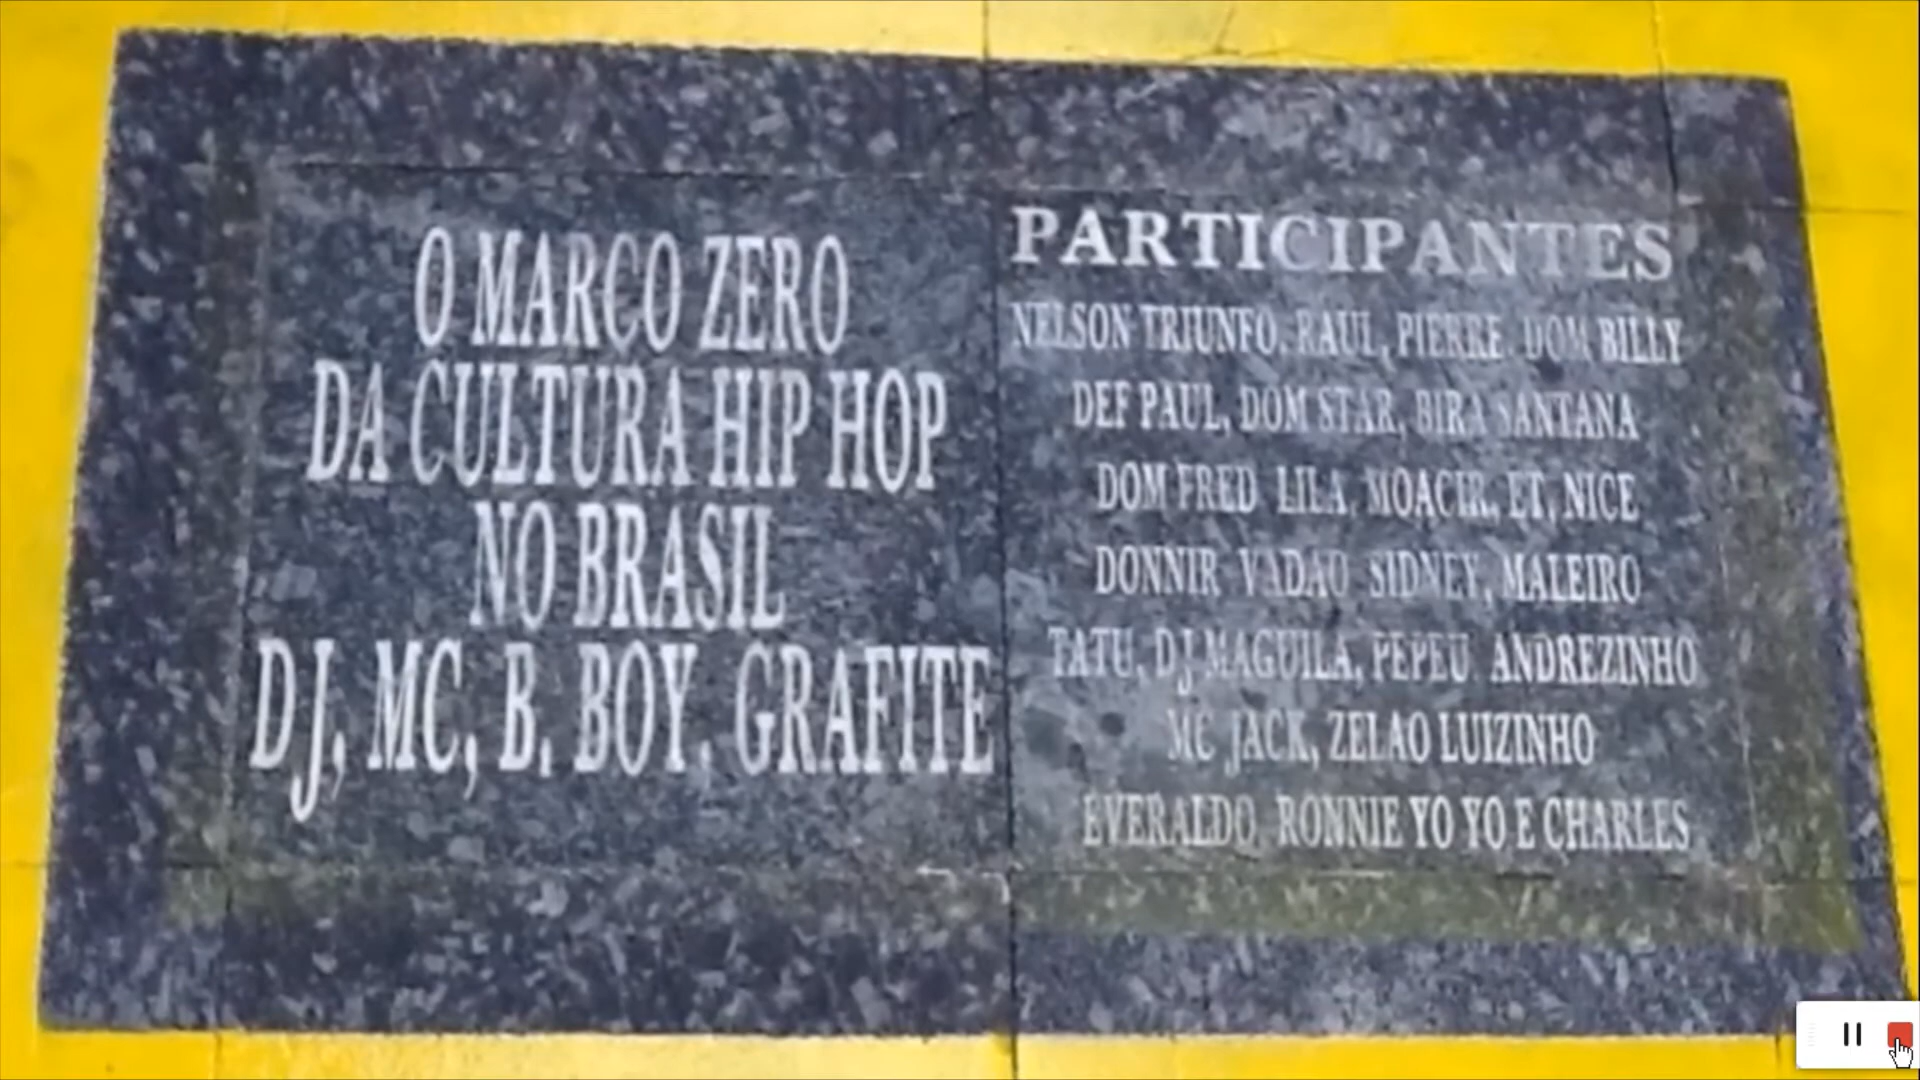 O MARCO ZERO
DA CULTURA HIP HOP
NO BRASIL
DJ, MC, B. BOY. GRAFITE
PARTICIPANTES
NELSON TRIUNFO, RAUL, PIERRE, DOM BILLY
DEF PAUL, DOM STAR, BIRA SANTANA
DOM FRED LILA, MOACIR, ET, NICE
DONNIR VADAO SIDNEY, MALEIRO
TATU, DJ MAGUILA, PEPEU ANDREZINHO
MC JACK, ZELAO LUIZINHO
EVERALDO, RONNIE YO YO E CHARLES